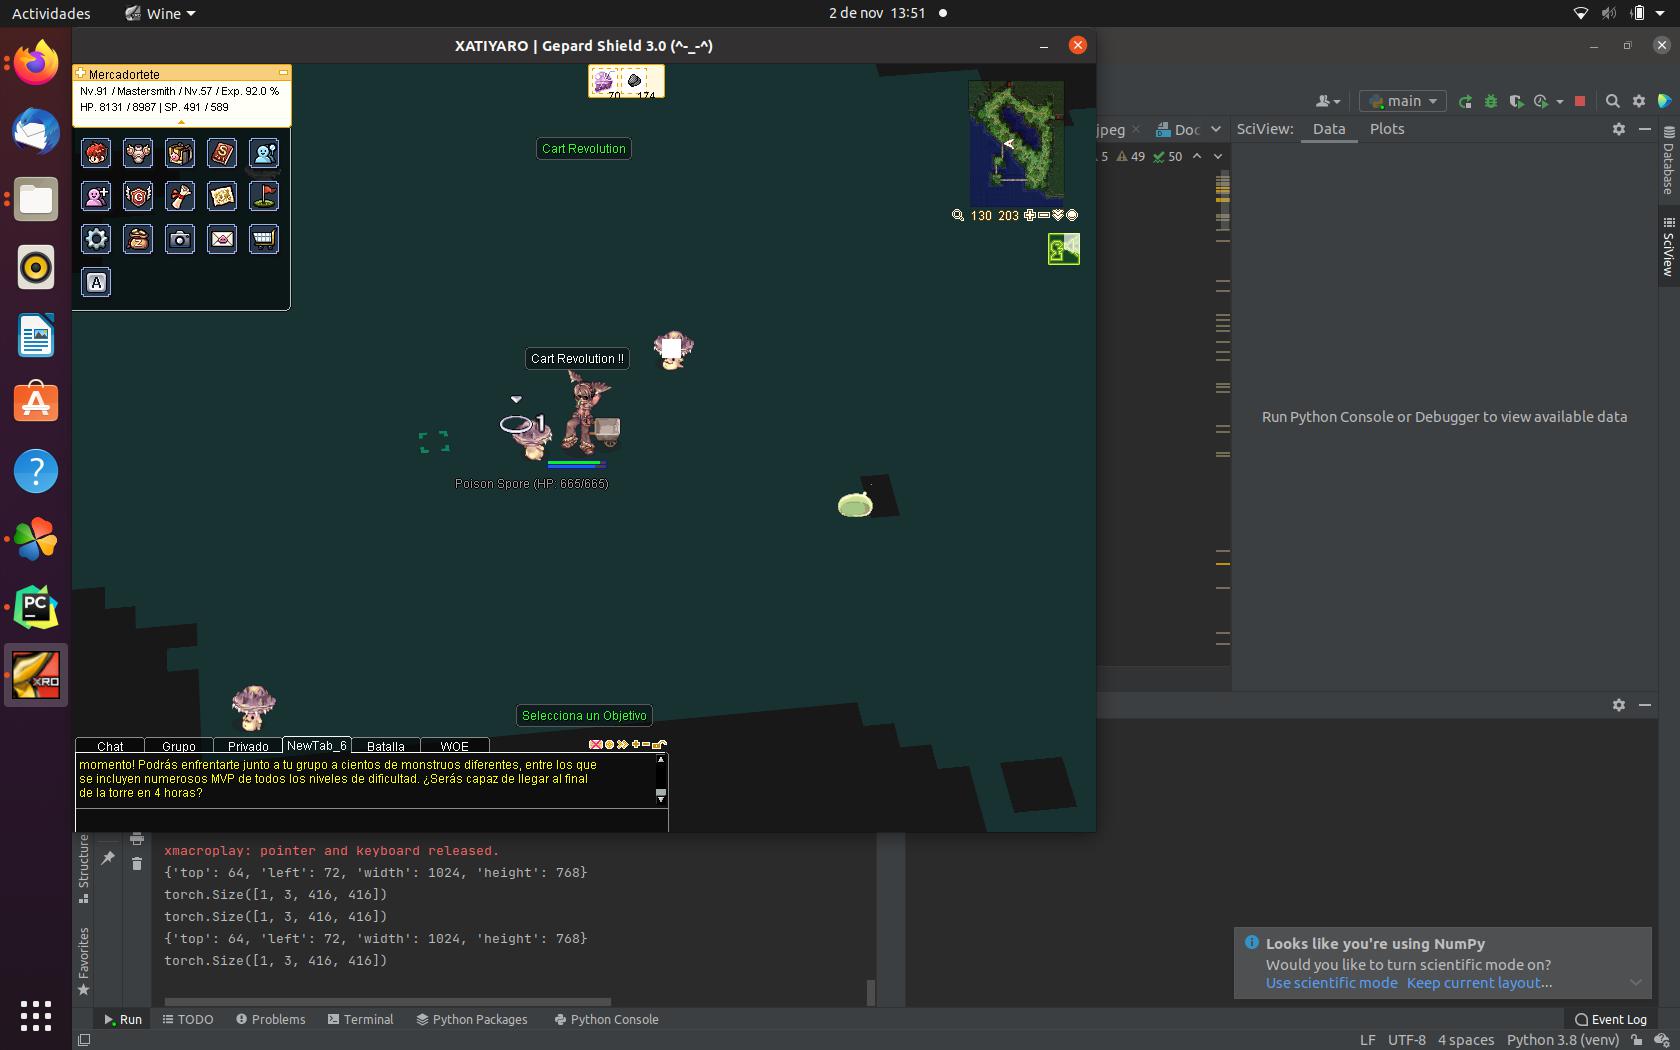 Actividades
Wine
2 de nov 13:51
XATIYARO | Gepard Shield 3.0 (^-_-^)
Mercadortete
Nv.91 / Mastersmith / Nv.57 / Exp. 92.0 %
HP. 8131 / 8987 | SP. 491 / 589
70 174
Cart Revolution
130 203
A
Cart Revolution !!
1
Poison Spore (HP: 665/665)
Selecciona un Objetivo
Chat Grupo Privado NewTab_6 Batalla WOE
momento! Podrás enfrentarte junto a tu grupo a cientos de monstruos diferentes, entre los que
se incluyen numerosos MVP de todos los niveles de dificultad. ¿Serás capaz de llegar al final
de la torre en 4 horas?
main
jpeg
Doc
SciView: Data Plots
5 49 50
Database
SciView
Run Python Console or Debugger to view available data
PC
XRO
Structure
Favorites
xmacroplay: pointer and keyboard released.
{'top': 64, 'left': 72, 'width': 1024, 'height': 768}
torch.Size([1, 3, 416, 416])
torch.Size([1, 3, 416, 416])
{'top': 64, 'left': 72, 'width': 1024, 'height': 768}
torch.Size([1, 3, 416, 416])
Looks like you're using NumPy
Would you like to turn scientific mode on?
Use scientific mode Keep current layout...
Run TODO Problems Terminal Python Packages Python Console
Event Log
LF UTF-8 4 spaces Python 3.8 (venv)